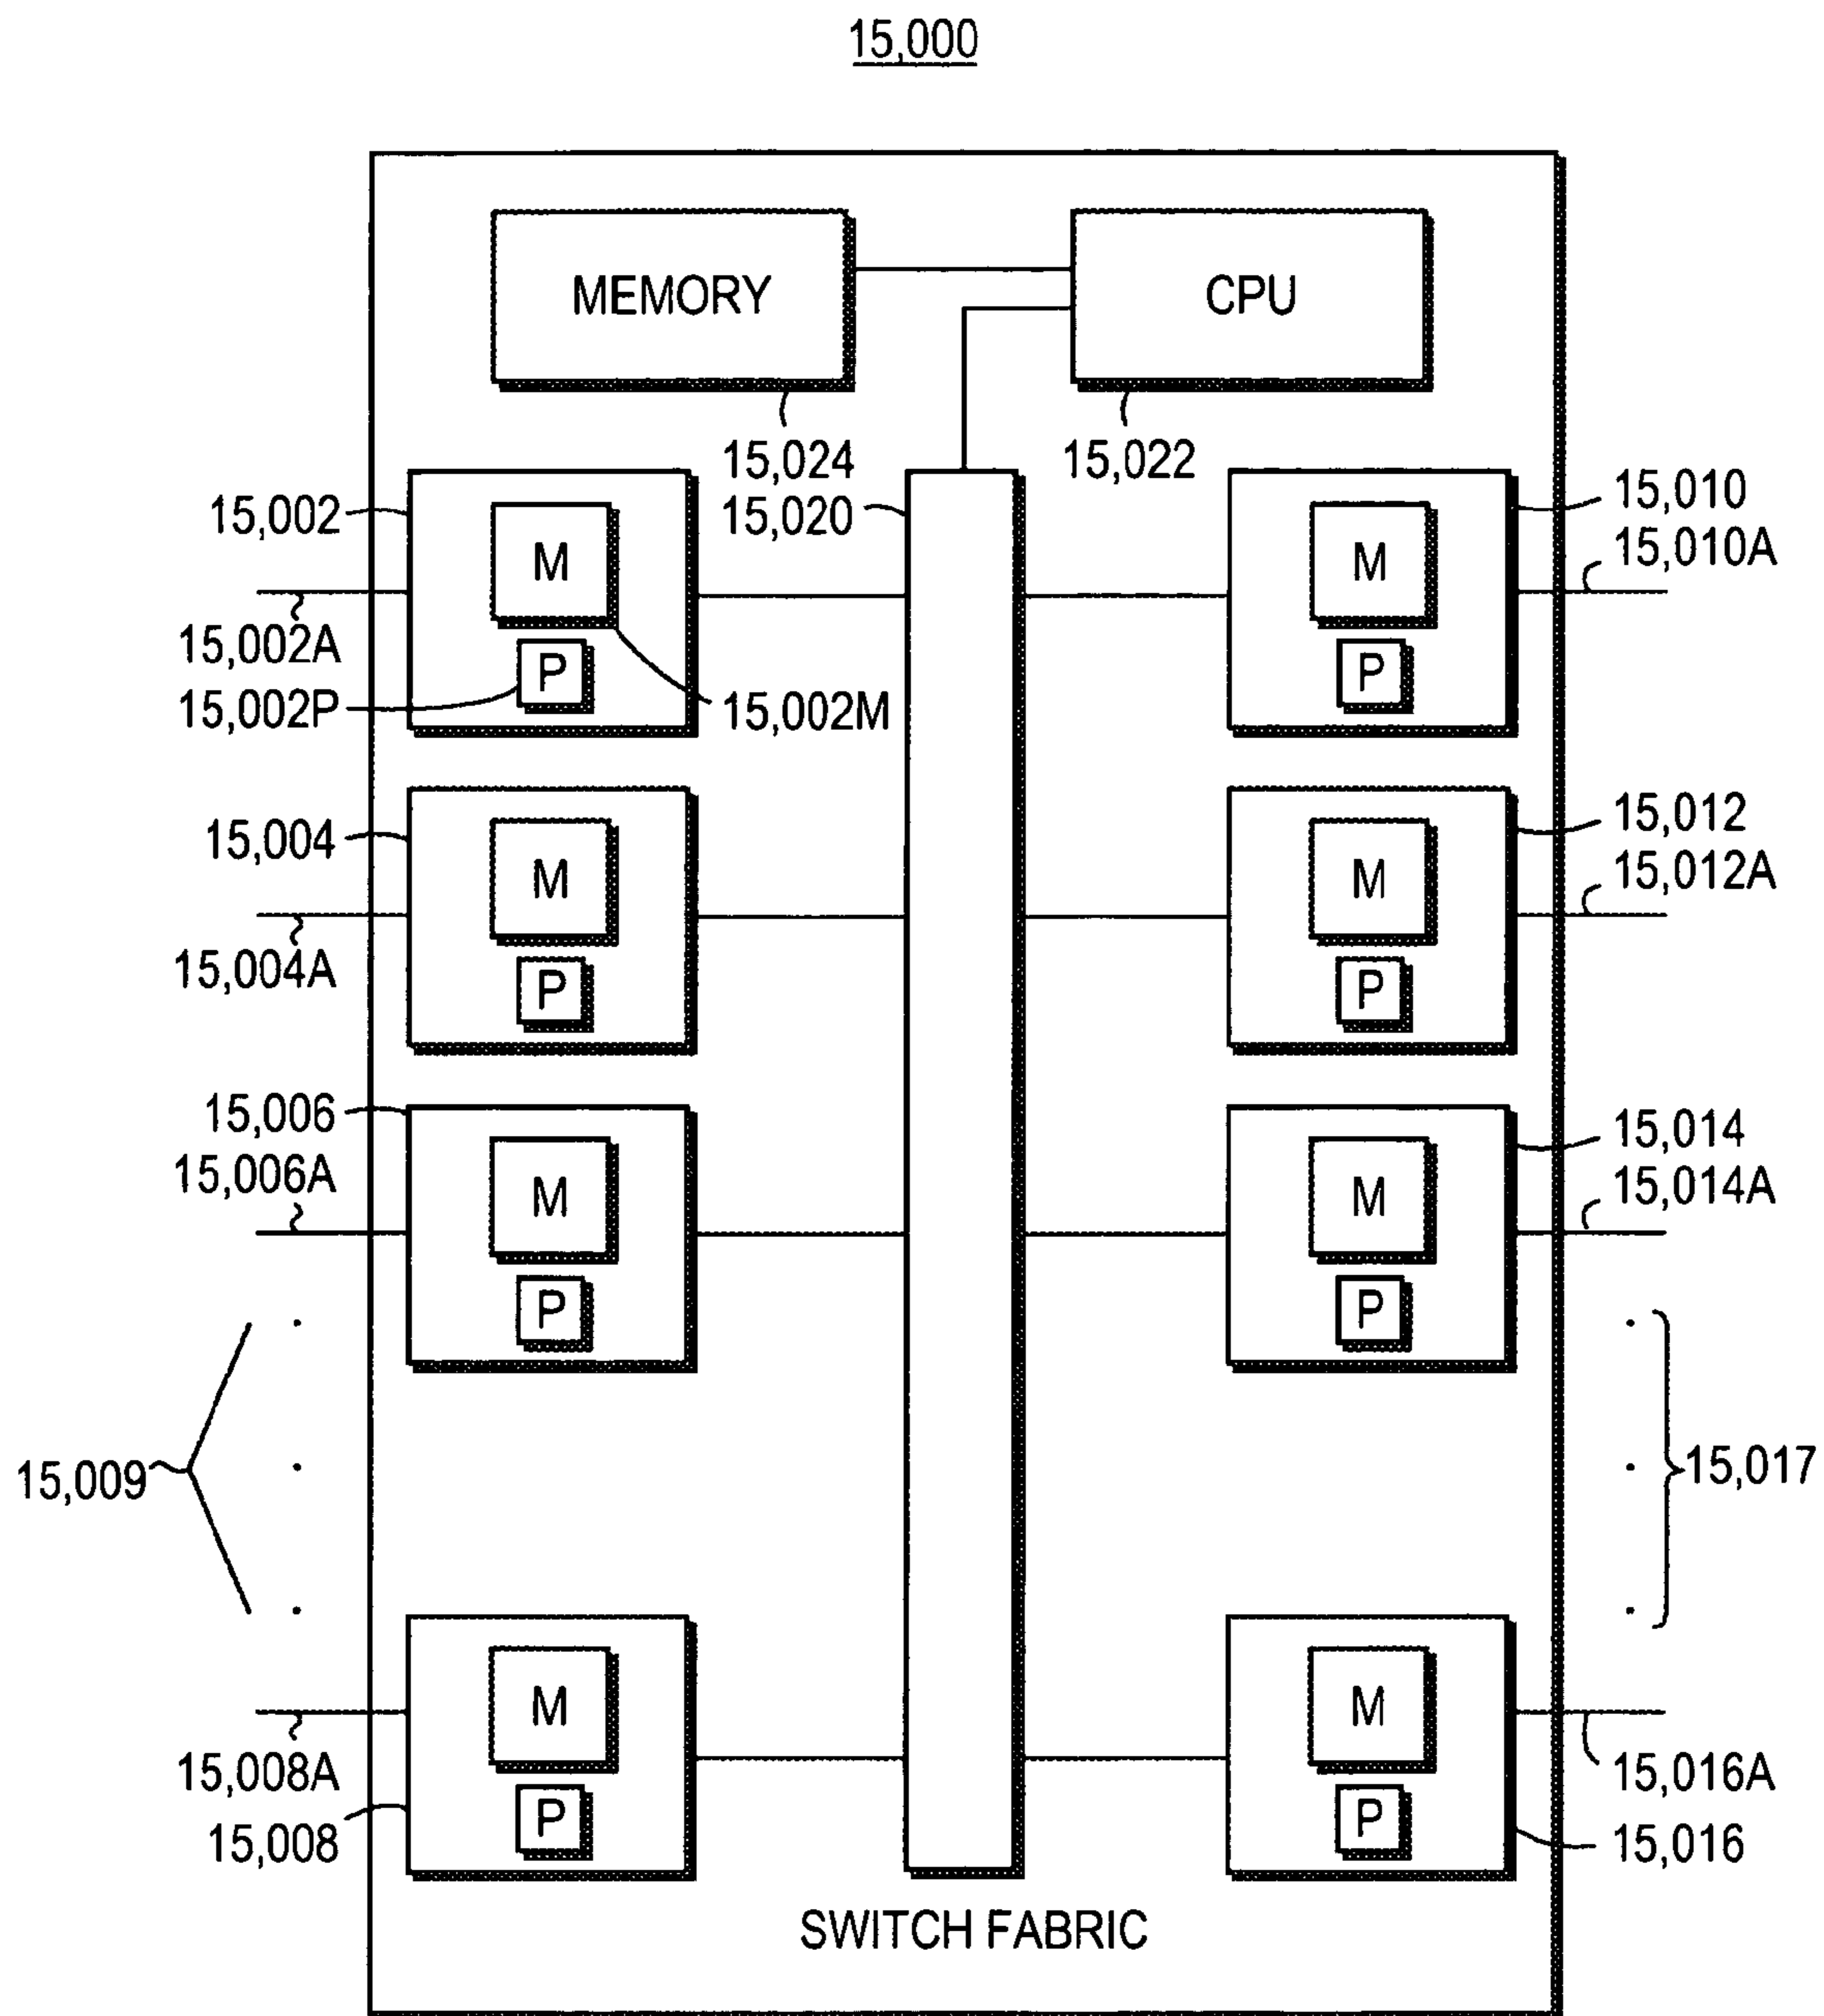 15,000
MEMORY
CPU
15,024
15,022
15,002
15,020
15,010
M
M
15,010A
15,002A
P
P
15,002P
15,002M
15,004
15,012
M
M
15,012A
15,004A
P
P
15,006
15,014
15,006A
M
M
15,014A
P
P
15,009
15,017
M
M
15,008A
15,016A
P
P
15,008
15,016
SWITCH FABRIC